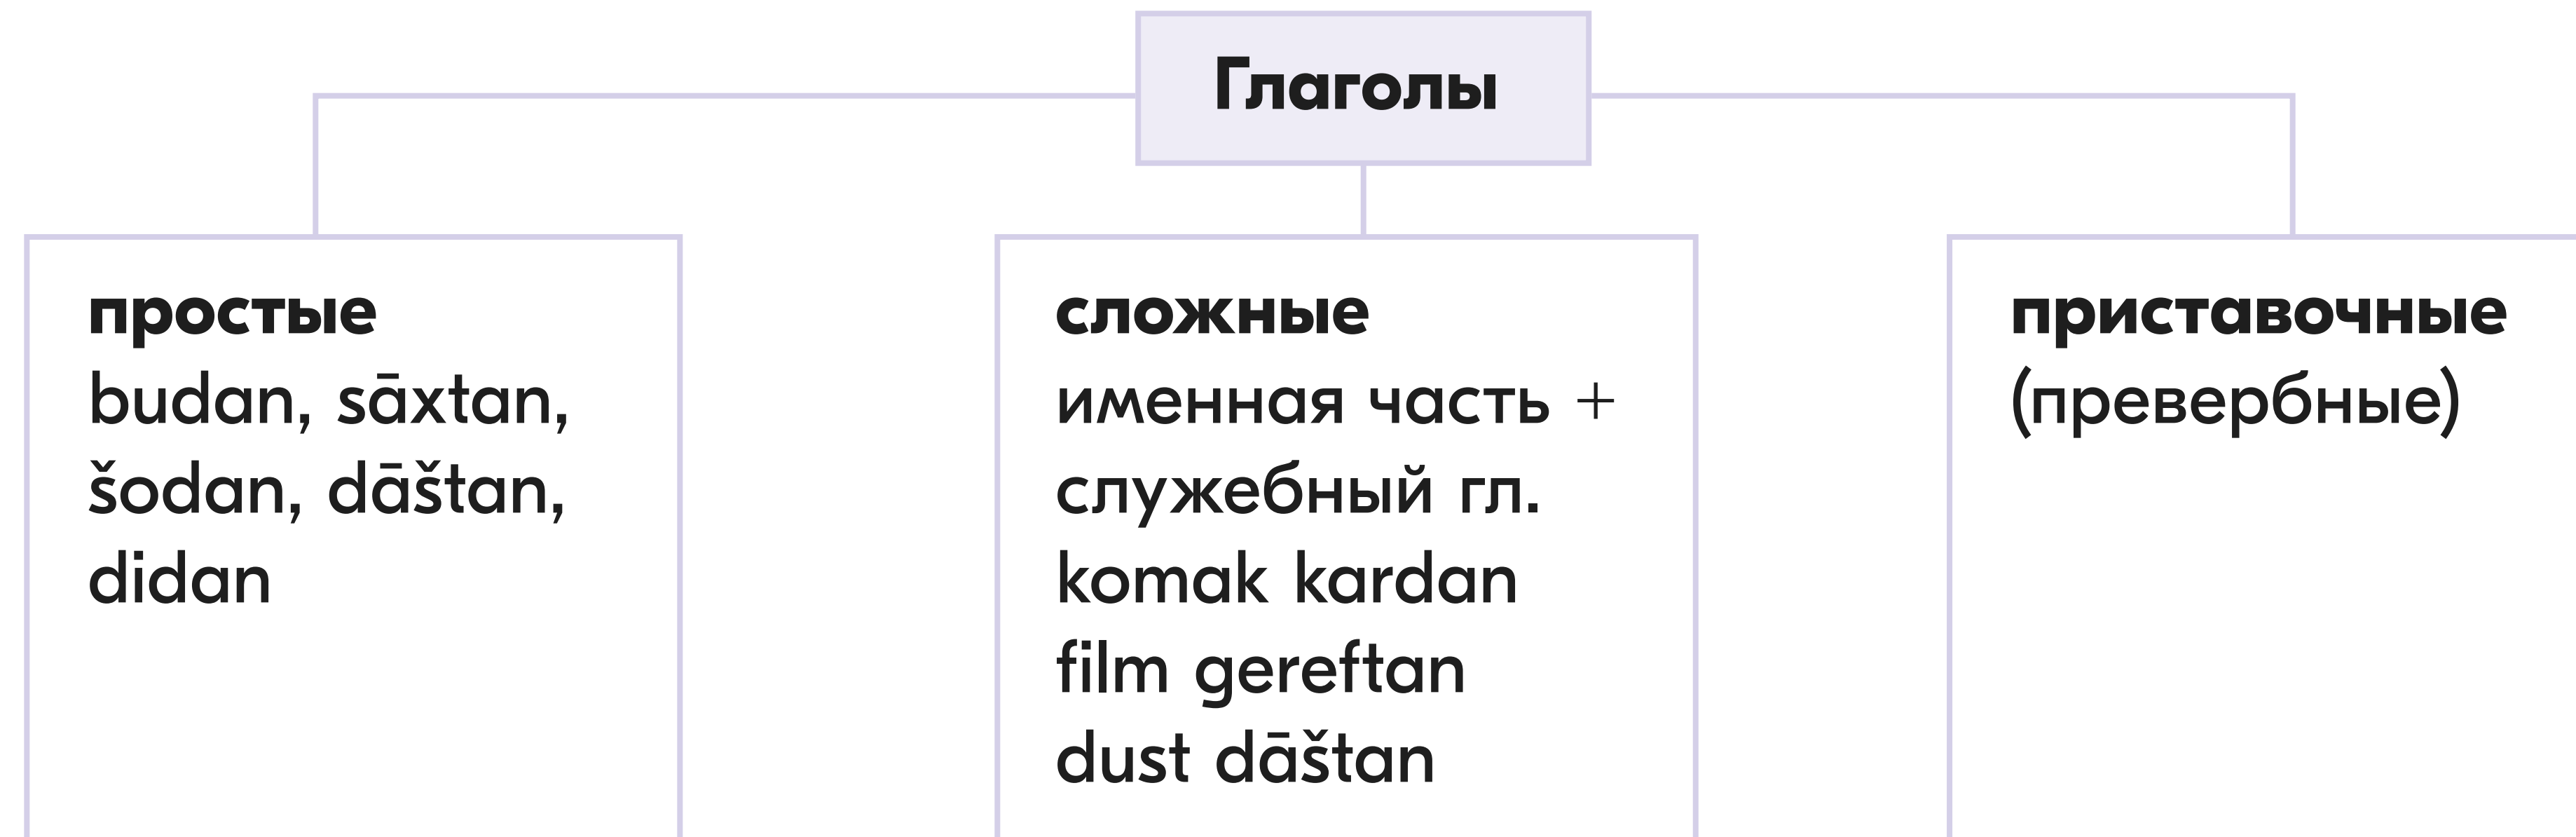 Глаголы
простые
budan, sāxtan,
šodan, dāštan,
didan
сложные
именная часть +
служебный гл.
komak kardan
film gereftan
dust dāštan
приставочные
(превербные)